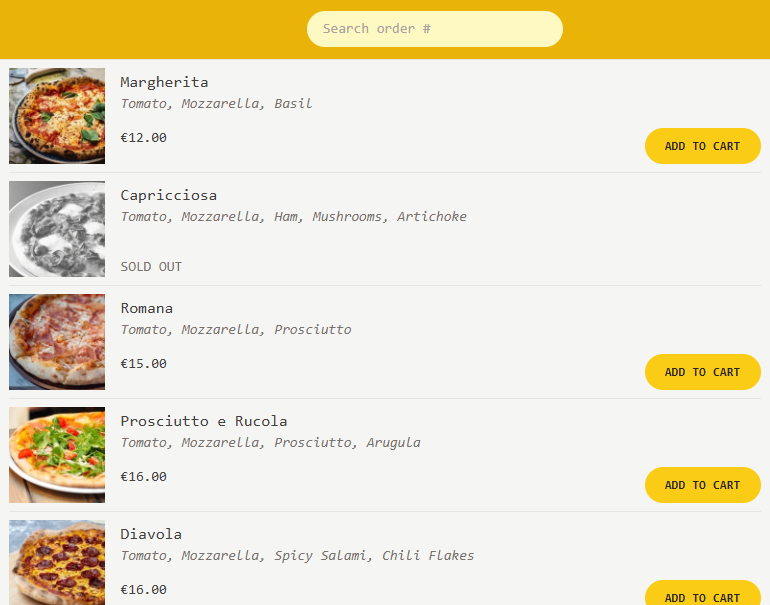 Search order #
Margherita
Tomato, Mozzarella, Basil
€12.00
ADD TO CART
Capricciosa
Tomato, Mozzarella, Ham, Mushrooms, Artichoke
SOLD OUT
Romana
Tomato, Mozzarella, Prosciutto
€15.00
ADD TO CART
Prosciutto e Rucola
Tomato, Mozzarella, Prosciutto, Arugula
€16.00
ADD TO CART
Diavola
Tomato, Mozzarella, Spicy Salami, Chili Flakes
€16.00
ADD TO CART